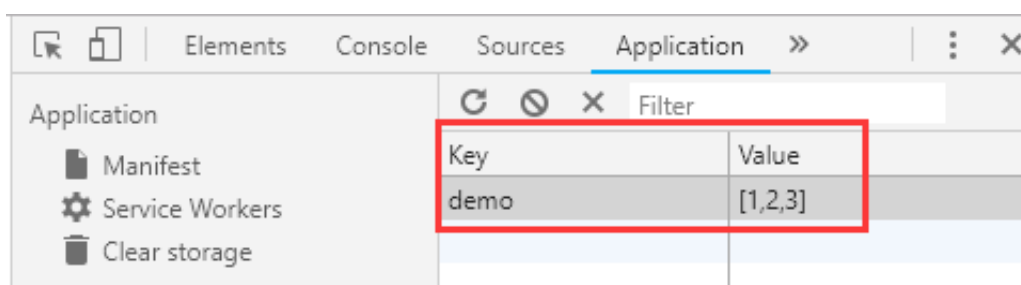 Elements Console Sources Application »
Application
Filter
Manifest
Key Value
Service Workers
demo [1,2,3]
Clear storage